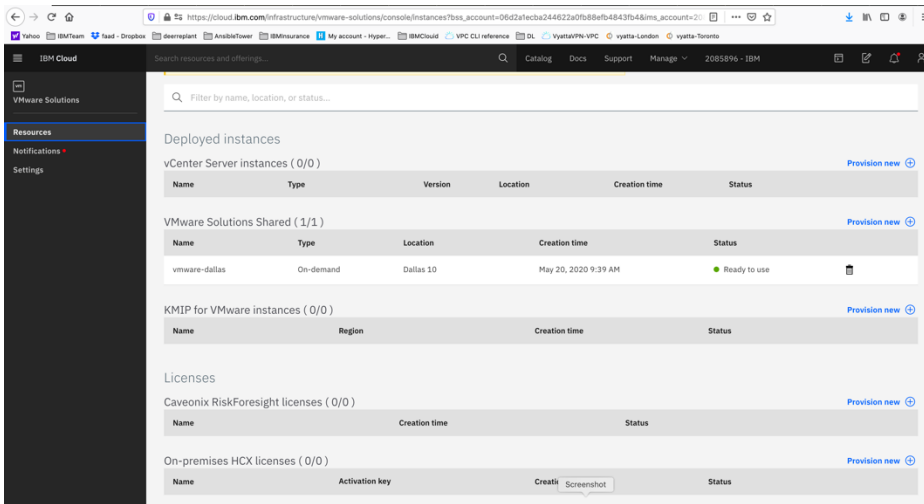 https://cloud.ibm.com/infrastructure/vmware-solutions/console/instances?bss_account=06d2a1ecba244622a0fb88efb4843fb4&ims_account=20
Yahoo IBMTeam faad - Dropbox deerreplant AnsibleTower IBMInsurance My account - Hyper... IBMClouid VPC CLI reference DL VyattaVPN-VPC vyatta-London vyatta-Toronto
IBM Cloud Search resources and offerings... Catalog Docs Support Manage 2085896 - IBM
VMware Solutions
Resources
Notifications
Settings
Filter by name, location, or status...
Deployed instances
vCenter Server instances ( 0/0 ) Provision new
Name Type Version Location Creation time Status
VMware Solutions Shared ( 1/1 ) Provision new
Name Type Location Creation time Status
vmware-dallas On-demand Dallas 10 May 20, 2020 9:39 AM Ready to use
KMIP for VMware instances ( 0/0 ) Provision new
Name Region Creation time Status
Licenses
Caveonix RiskForesight licenses ( 0/0 ) Provision new
Name Creation time Status
On-premises HCX licenses ( 0/0 ) Provision new
Name Activation key Status
Screenshot